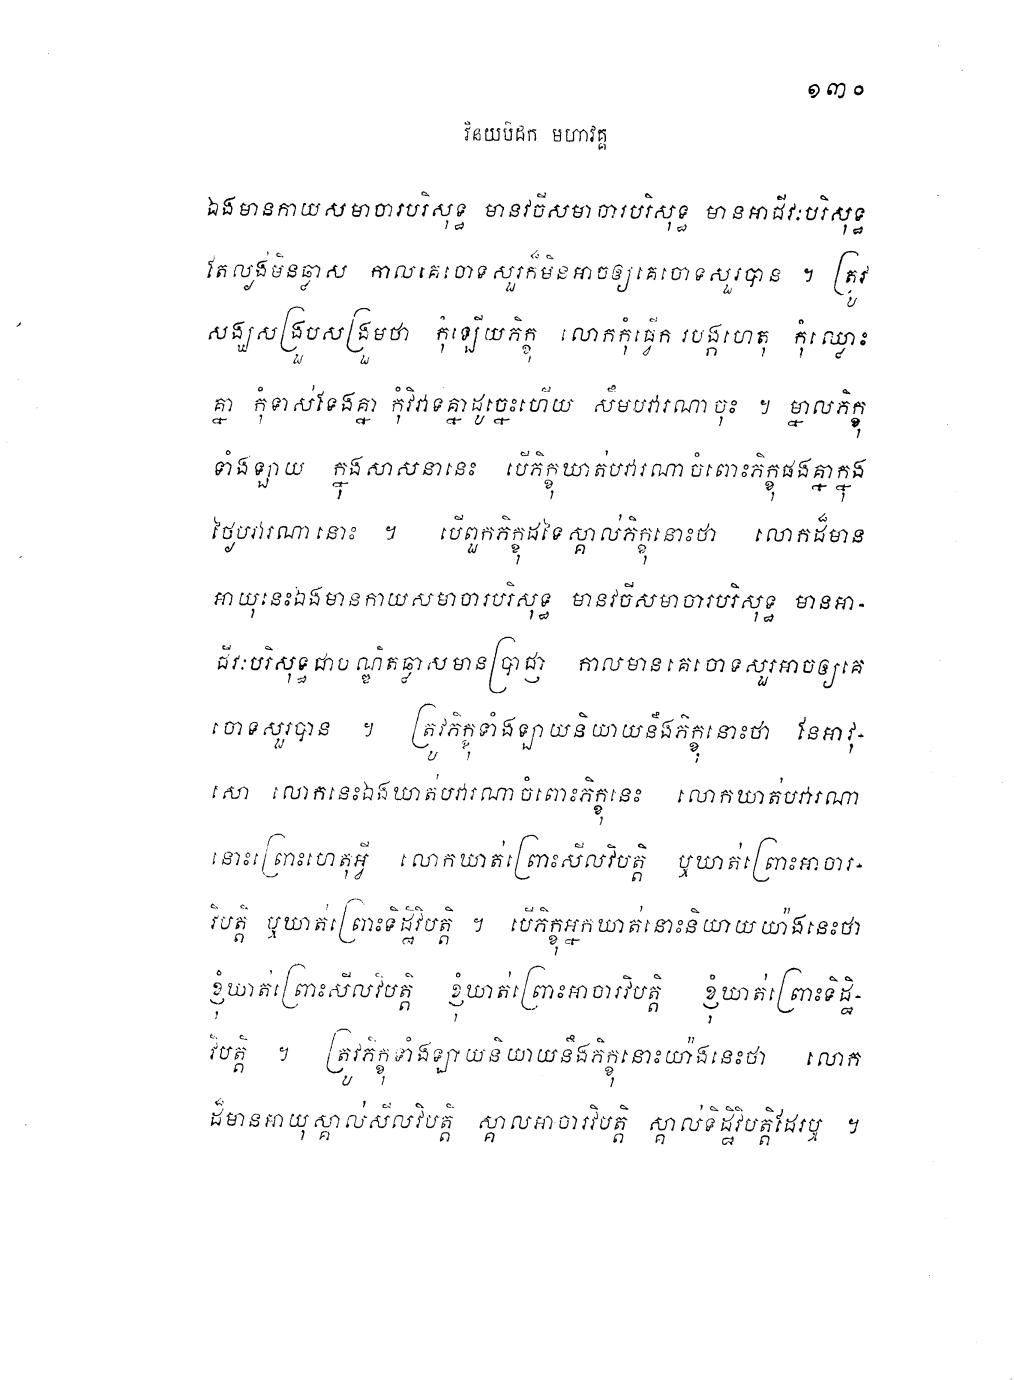 ១៣០
វិនយបិដក មហាវគ្គ
ឯងមានកាយសមាចារបរិសុទ្ធ មានវចីសមាចារបរិសុទ្ធ មានអាជីវៈបរិសុទ្ធ
តែល្ងង់មិនឆ្លាស កាលគេចោទសួរក៏មិនអាចឲ្យគេចោទសួរបាន ។ ត្រូវ
សង្ឃសង្រួបសង្រួមថា កុំឡើយភិក្ខុ លោកកុំធ្វើការបង្កហេតុ កុំឈ្លោះ
គ្នា កុំទាស់ទែងគ្នា កុំវិវាទគ្នាដូច្នេះហើយ សឹមបវារណាចុះ ។ ម្នាលភិក្ខុ
ទាំងឡាយ ក្នុងសាសនានេះ បើភិក្ខុឃាត់បវារណាចំពោះភិក្ខុផងគ្នាក្នុង
ថ្ងៃបវារណានោះ ។ បើពួកភិក្ខុដទៃស្គាល់ភិក្ខុនោះថា លោកដ៏មាន
អាយុនេះឯងមានកាយសមាចារបរិសុទ្ធ មានវចីសមាចារបរិសុទ្ធ មានអា-
ជីវៈបរិសុទ្ធជាបណ្ឌិតឆ្លាសមានប្រាជ្ញា កាលមានគេចោទសួរអាចឲ្យគេ
ចោទសួរបាន ។ ត្រូវភិក្ខុទាំងឡាយនិយាយនឹងភិក្ខុនោះថា នែអាវុ-
សោ លោកនេះឯងឃាត់បវារណាចំពោះភិក្ខុនេះ លោកឃាត់បវារណា
នោះព្រោះហេតុអ្វី លោកឃាត់ព្រោះសីលវិបត្តិ ឬឃាត់ព្រោះអាចារ-
វិបត្តិ ឬឃាត់ព្រោះទិដ្ឋិវិបត្តិ ។ បើភិក្ខុអ្នកឃាត់នោះនិយាយយ៉ាងនេះថា
ខ្ញុំឃាត់ព្រោះសីលវិបត្តិ ខ្ញុំឃាត់ព្រោះអាចារវិបត្តិ ខ្ញុំឃាត់ព្រោះទិដ្ឋិ-
វិបត្តិ ។ ត្រូវភិក្ខុទាំងឡាយនិយាយនឹងភិក្ខុនោះយ៉ាងនេះថា លោក
ដ៏មានអាយុស្គាល់សីលវិបត្តិ ស្គាលអាចារវិបត្តិ ស្គាល់ទិដ្ឋិវិបត្តិដែរឬ ។